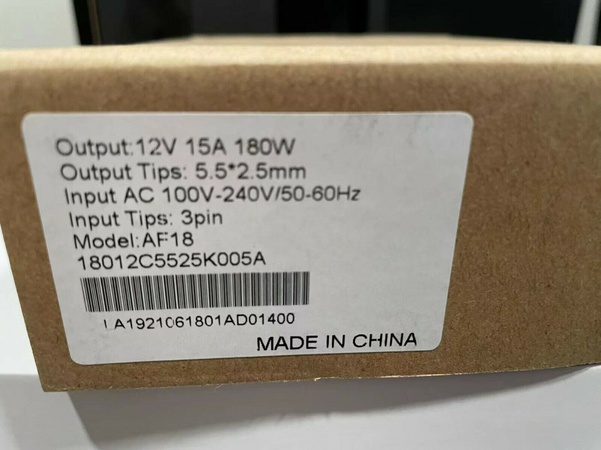 Output:12V 15A 180W
Output Tips: 5.5*2.5mm
Input AC 100V-240V/50-60Hz
Input Tips: 3pin
Model:AF18
18012C5525K005A
LA1921061801AD01400
MADE IN CHINA